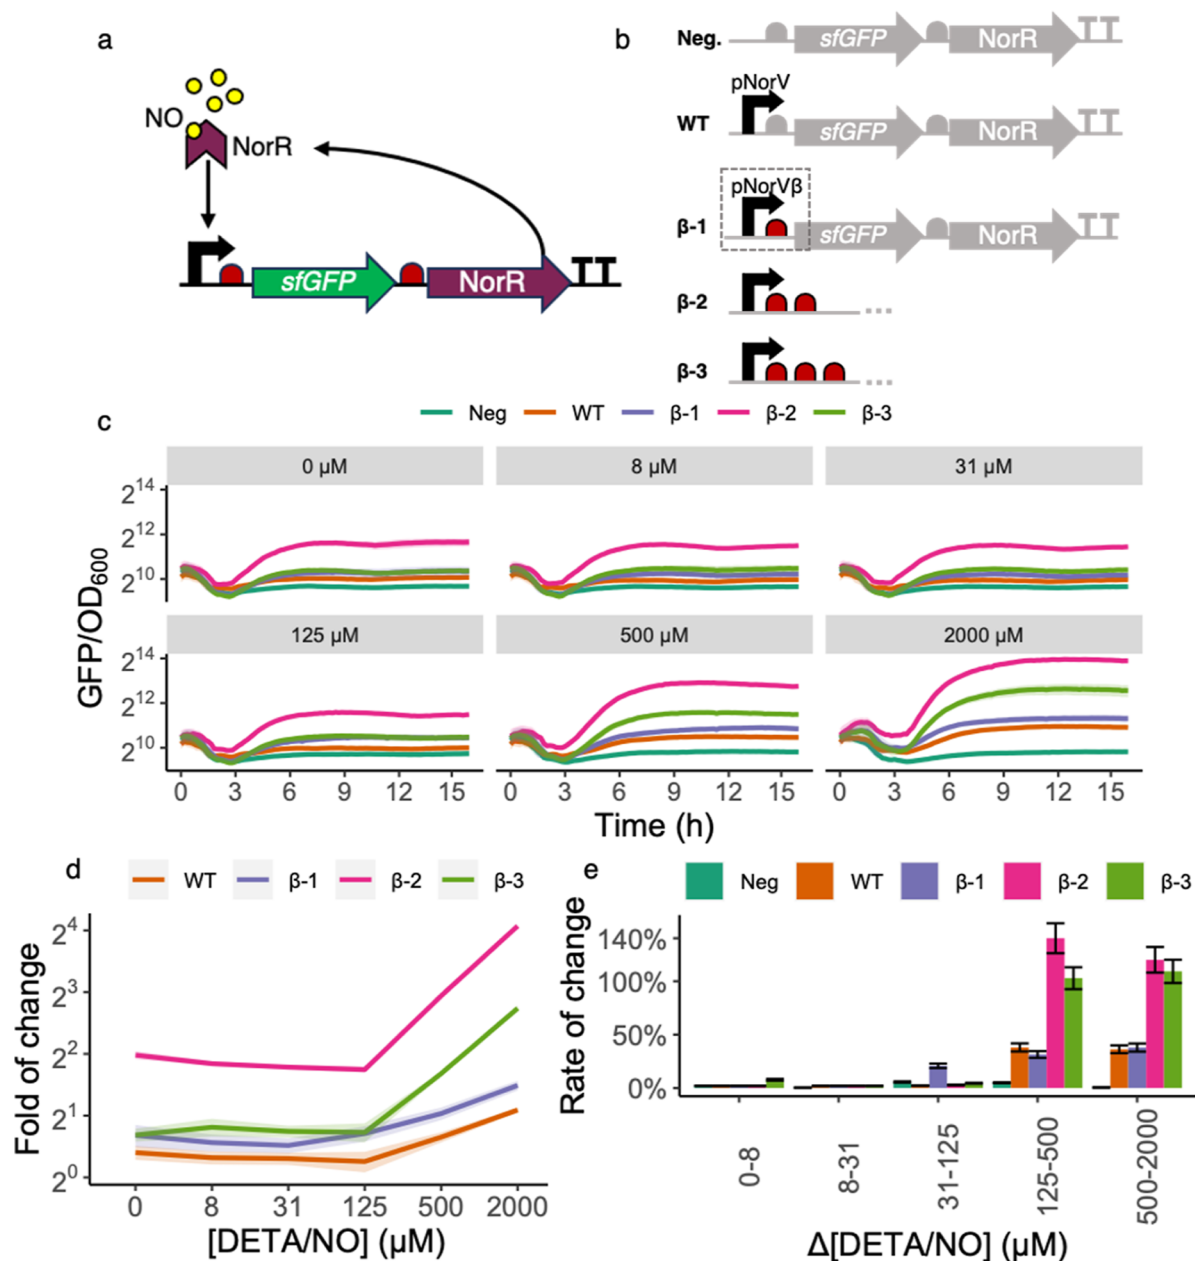 a
NO
NorR
sfGFP
NorR
TT
b
Neg.
sfGFP
NorR
TT
pNorV
WT
sfGFP
NorR
TT
pNorVβ
β-1
sfGFP
NorR
TT
β-2
...
β-3
...
c
Neg WT β-1 β-2 β-3
0 µM 8 µM 31 µM
2^14
2^12
2^10
125 µM 500 µM 2000 µM
2^14
2^12
2^10
GFP/OD600
0 3 6 9 12 15 0 3 6 9 12 15 0 3 6 9 12 15
Time (h)
d
WT β-1 β-2 β-3
Fold of change
2^4
2^3
2^2
2^1
2^0
0 8 31 125 500 2000
[DETA/NO] (µM)
e
Neg WT β-1 β-2 β-3
Rate of change
140%
100%
50%
0%
0-8 8-31 31-125 125-500 500-2000
Δ[DETA/NO] (µM)